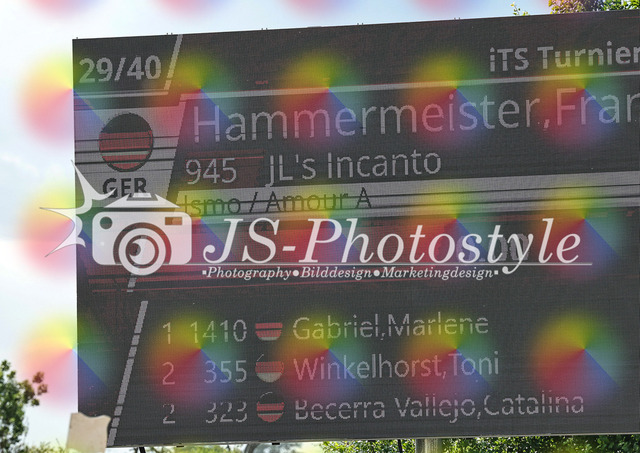 29/40 iTS Turnier
Hammermeister,Fran
GER 945 JL's Incanto
Ismo / Amour A
JS-Photostyle
•Photography•Bilddesign•Marketingdesign•
1 1410 Gabriel,Marlene
2 355 Winkelhorst,Toni
2 323 Becerra Vallejo,Catalina